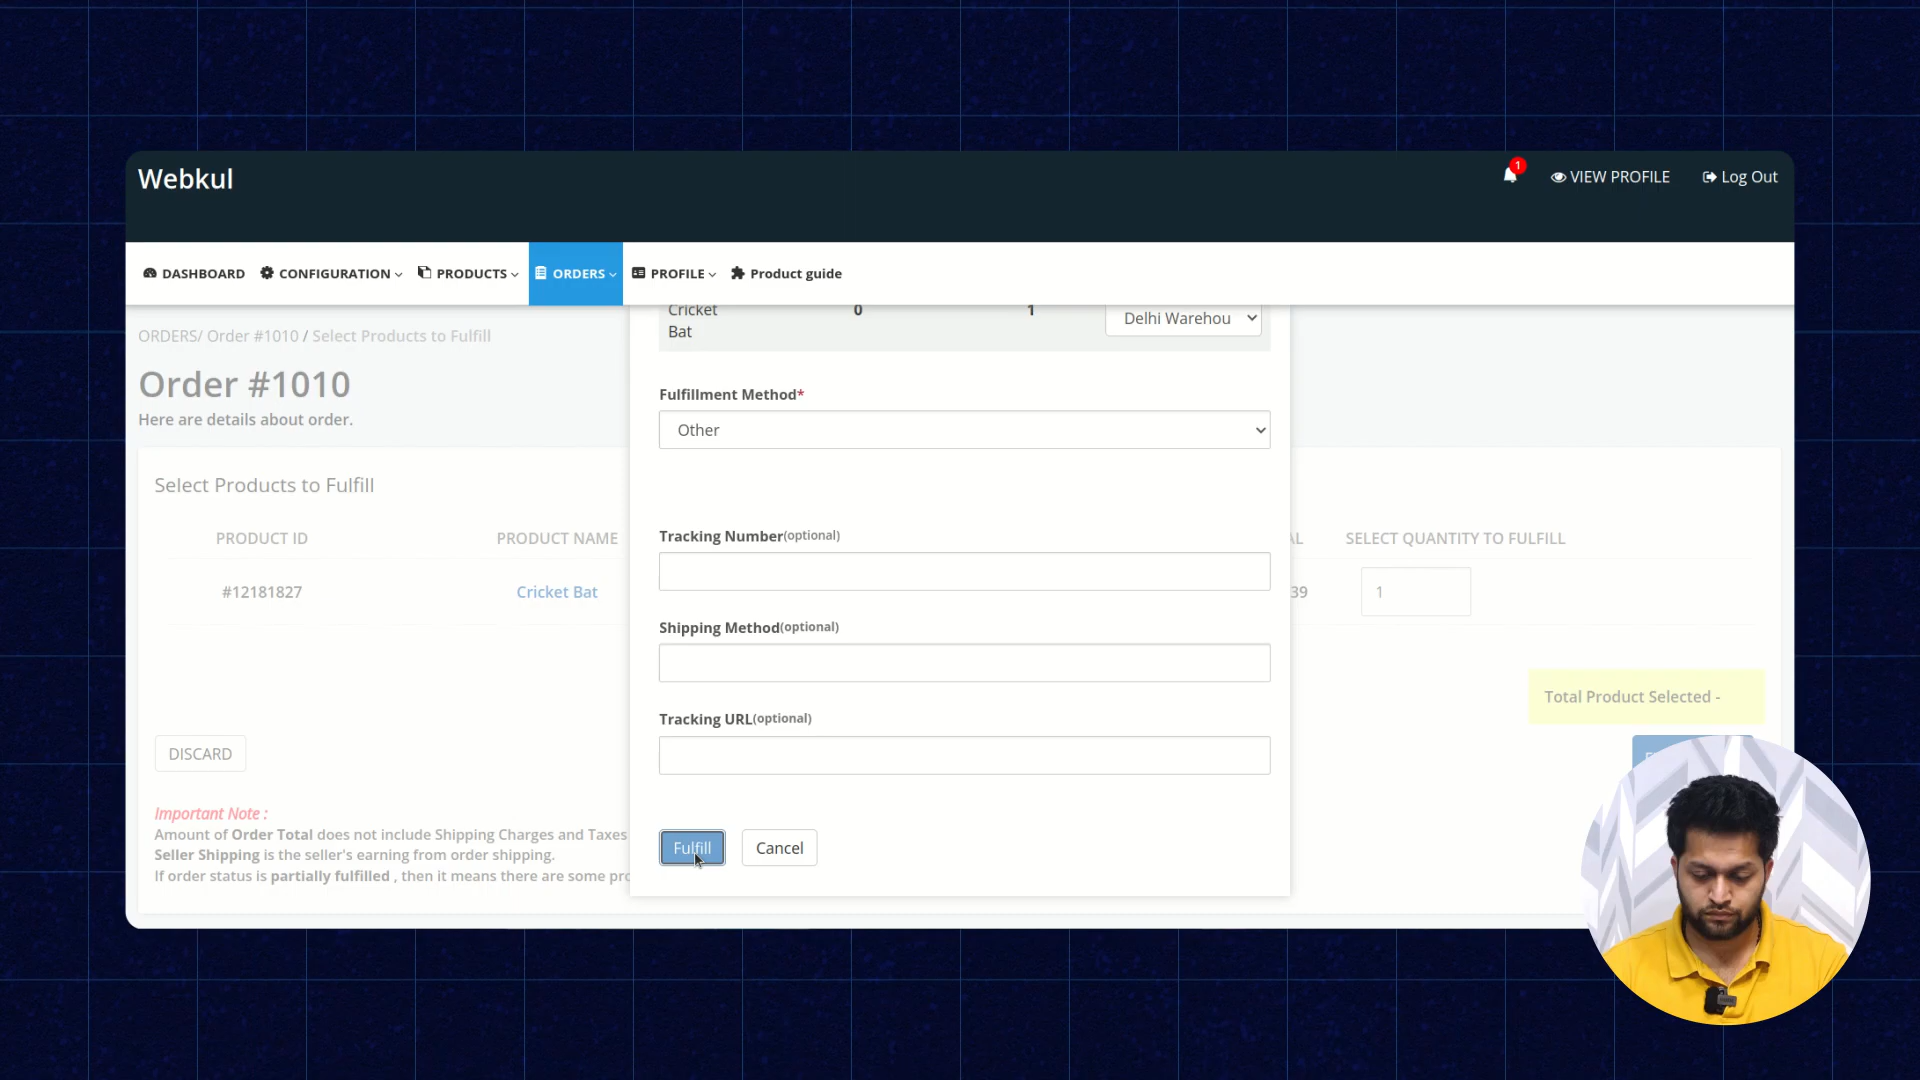 Webkul
1
VIEW PROFILE
Log Out
DASHBOARD
CONFIGURATION
PRODUCTS
ORDERS
PROFILE
Product guide
ORDERS/ Order #1010 / Select Products to Fulfill
Order #1010
Here are details about order.
Cricket
Bat
0
1
Delhi Warehou
Fulfillment Method*
Other
Select Products to Fulfill
PRODUCT ID
PRODUCT NAME
SELECT QUANTITY TO FULFILL
#12181827
Cricket Bat
39
1
Tracking Number(optional)
Shipping Method(optional)
Tracking URL(optional)
Total Product Selected -
DISCARD
Fulfill
Cancel
Important Note :
Amount of Order Total does not include Shipping Charges and Taxes
Seller Shipping is the seller's earning from order shipping.
If order status is partially fulfilled , then it means there are some pro